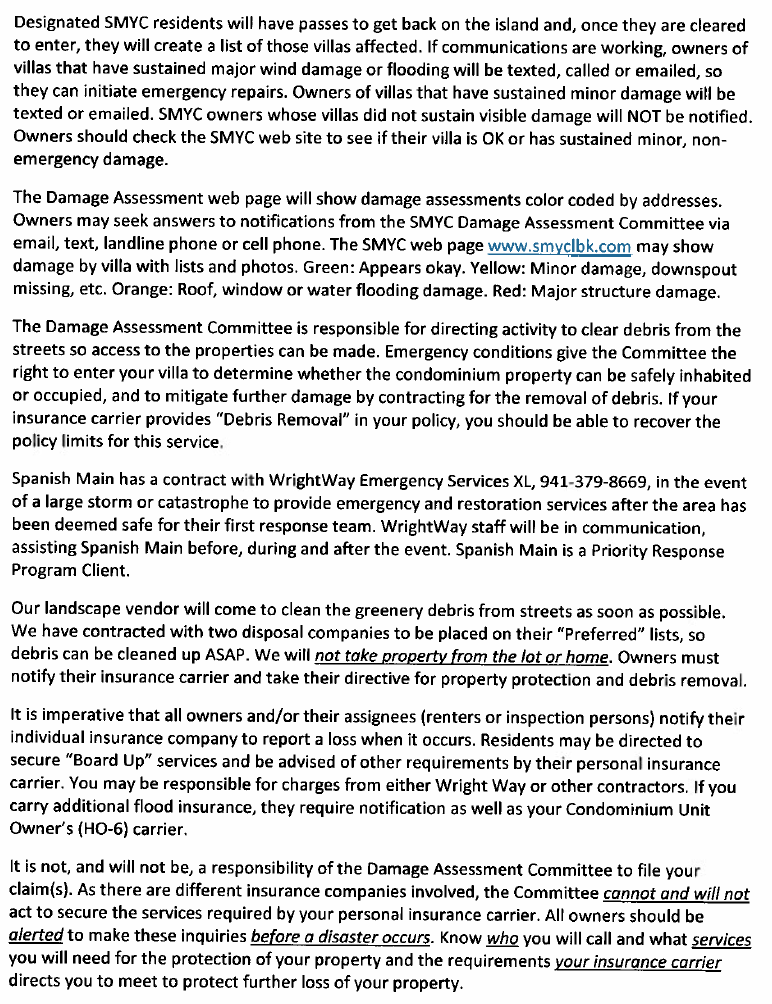 Designated SMYC residents will have passes to get back on the island and, once they are cleared
to enter, they will create a list of those villas affected. If communications are working, owners of
villas that have sustained major wind damage or flooding will be texted, called or emailed, so
they can initiate emergency repairs. Owners of villas that have sustained minor damage will be
texted or emailed. SMYC owners whose villas did not sustain visible damage will NOT be notified.
Owners should check the SMYC web site to see if their villa is OK or has sustained minor, non-
emergency damage.
The Damage Assessment web page will show damage assessments color coded by addresses.
Owners may seek answers to notifications from the SMYC Damage Assessment Committee via
email, text, landline phone or cell phone. The SMYC web page www.smyclbk.com may show
damage by villa with lists and photos. Green: Appears okay. Yellow: Minor damage, downspout
missing, etc. Orange: Roof, window or water flooding damage. Red: Major structure damage.
The Damage Assessment Committee is responsible for directing activity to clear debris from the
streets so access to the properties can be made. Emergency conditions give the Committee the
right to enter your villa to determine whether the condominium property can be safely inhabited
or occupied, and to mitigate further damage by contracting for the removal of debris. If your
insurance carrier provides “Debris Removal” in your policy, you should be able to recover the
policy limits for this service.
Spanish Main has a contract with WrightWay Emergency Services XL, 941-379-8669, in the event
of a large storm or catastrophe to provide emergency and restoration services after the area has
been deemed safe for their first response team. WrightWay staff will be in communication,
assisting Spanish Main before, during and after the event. Spanish Main is a Priority Response
Program Client.
Our landscape vendor will come to clean the greenery debris from streets as soon as possible.
We have contracted with two disposal companies to be placed on their “Preferred” lists, so
debris can be cleaned up ASAP. We will not take property from the lot or home. Owners must
notify their insurance carrier and take their directive for property protection and debris removal.
It is imperative that all owners and/or their assignees (renters or inspection persons) notify their
individual insurance company to report a loss when it occurs. Residents may be directed to
secure “Board Up” services and be advised of other requirements by their personal insurance
carrier. You may be responsible for charges from either Wright Way or other contractors. If you
carry additional flood insurance, they require notification as well as your Condominium Unit
Owner’s (HO-6) carrier.
It is not, and will not be, a responsibility of the Damage Assessment Committee to file your
claim(s). As there are different insurance companies involved, the Committee cannot and will not
act to secure the services required by your personal insurance carrier. All owners should be
alerted to make these inquiries before a disaster occurs. Know who you will call and what services
you will need for the protection of your property and the requirements your insurance carrier
directs you to meet to protect further loss of your property.